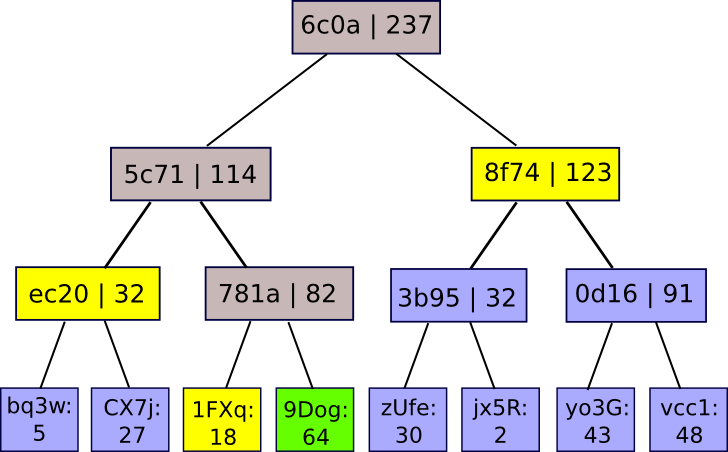 6c0a | 237
5c71 | 114
8f74 | 123
ec20 | 32
781a | 82
3b95 | 32
0d16 | 91
bq3w:
5
CX7j:
27
1FXq:
18
9Dog:
64
zUfe:
30
jx5R:
2
yo3G:
43
vcc1:
48